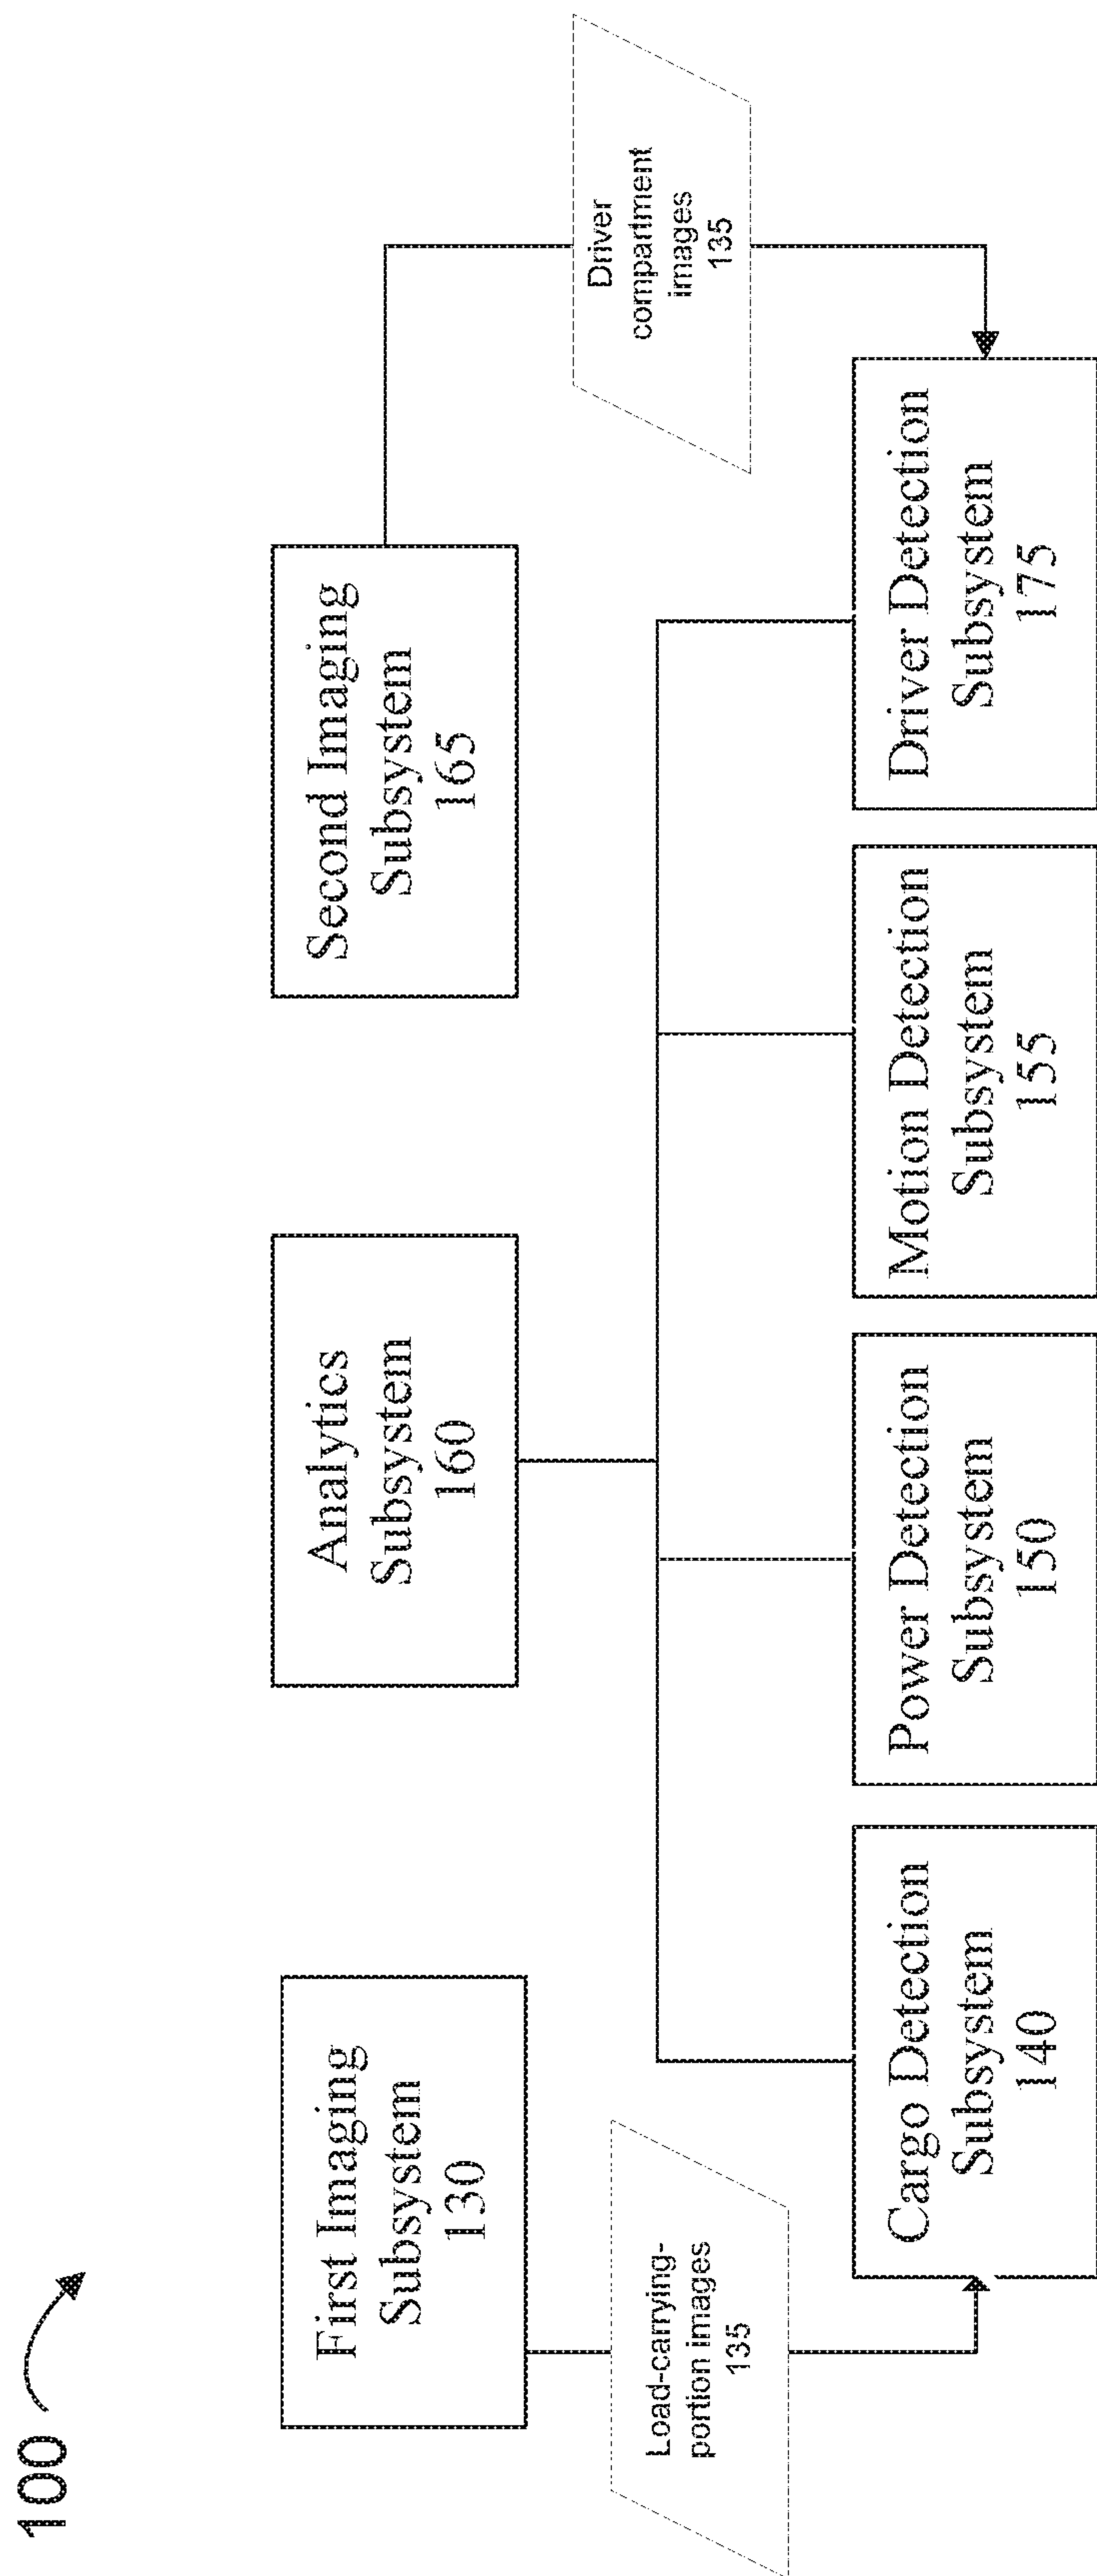 100
First Imaging
Subsystem
130
Analytics
Subsystem
160
Second Imaging
Subsystem
165
Load-carrying-
portion images
135
Driver
compartment
images
135
Cargo Detection
Subsystem
140
Power Detection
Subsystem
150
Motion Detection
Subsystem
155
Driver Detection
Subsystem
175